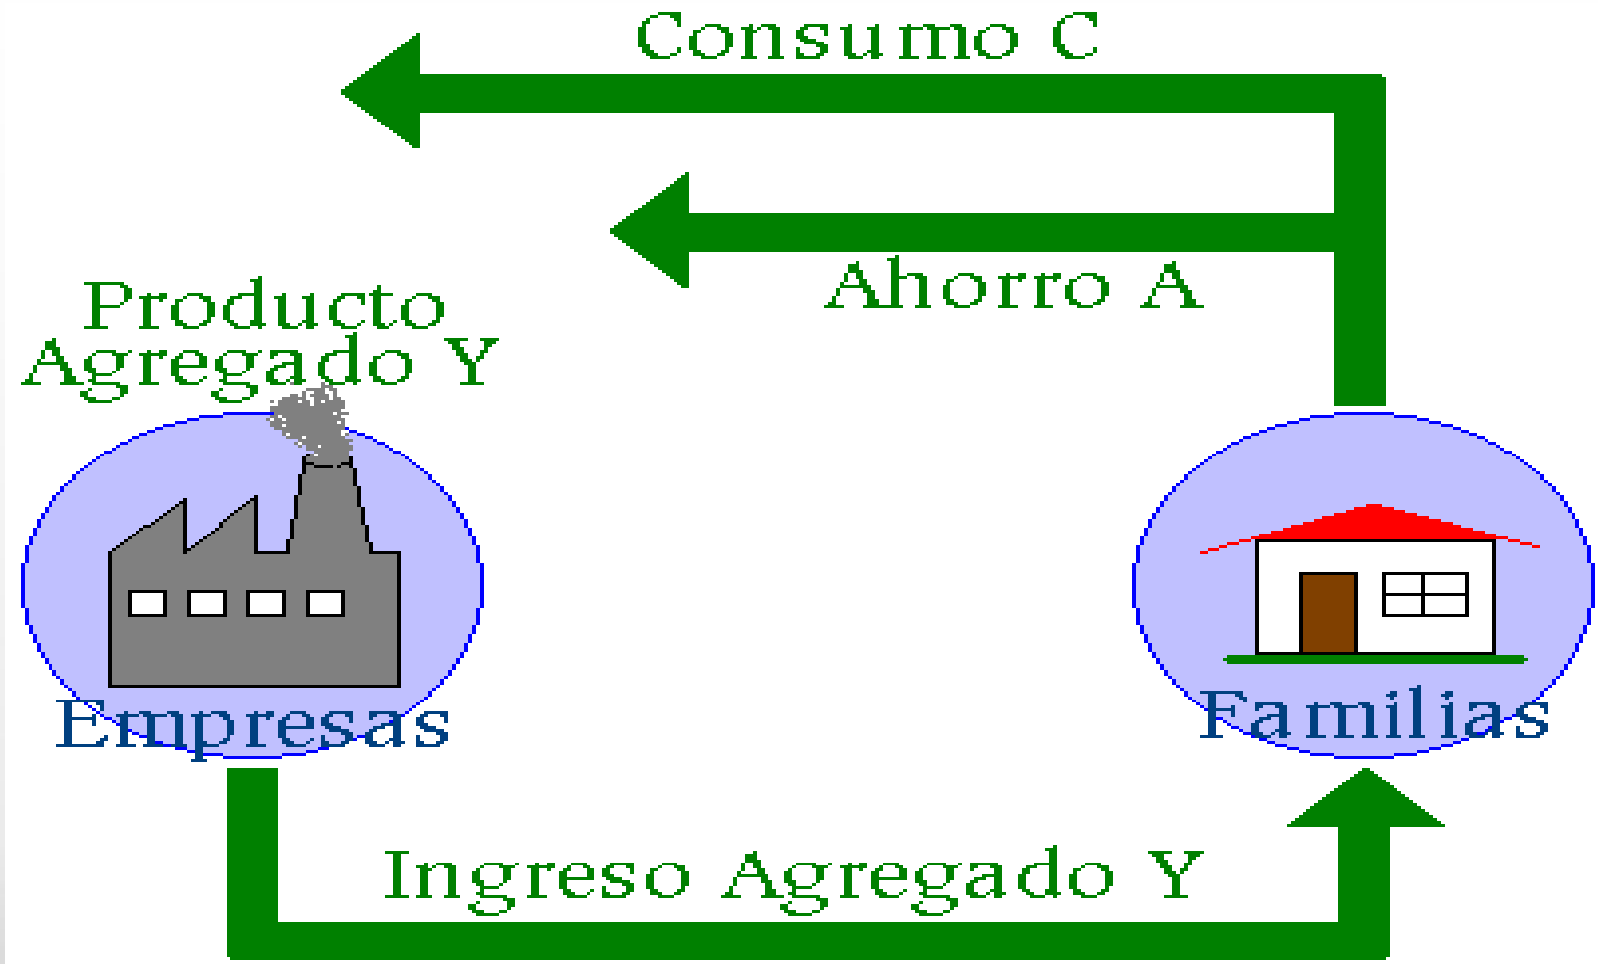 Consumo C
Ahorro A
Producto
Agregado Y
Empresas
Familias
Ingreso Agregado Y